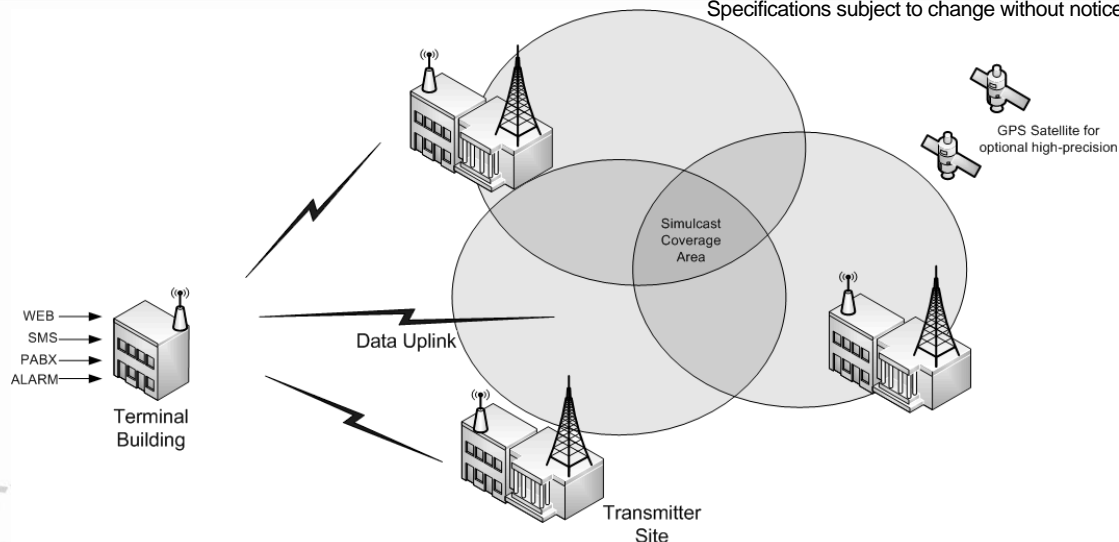 Specifications subject to change without notice
GPS Satellite for
optional high-precision
Simulcast
Coverage
Area
WEB
SMS
PABX
ALARM
Data Uplink
Terminal
Building
Transmitter
Site